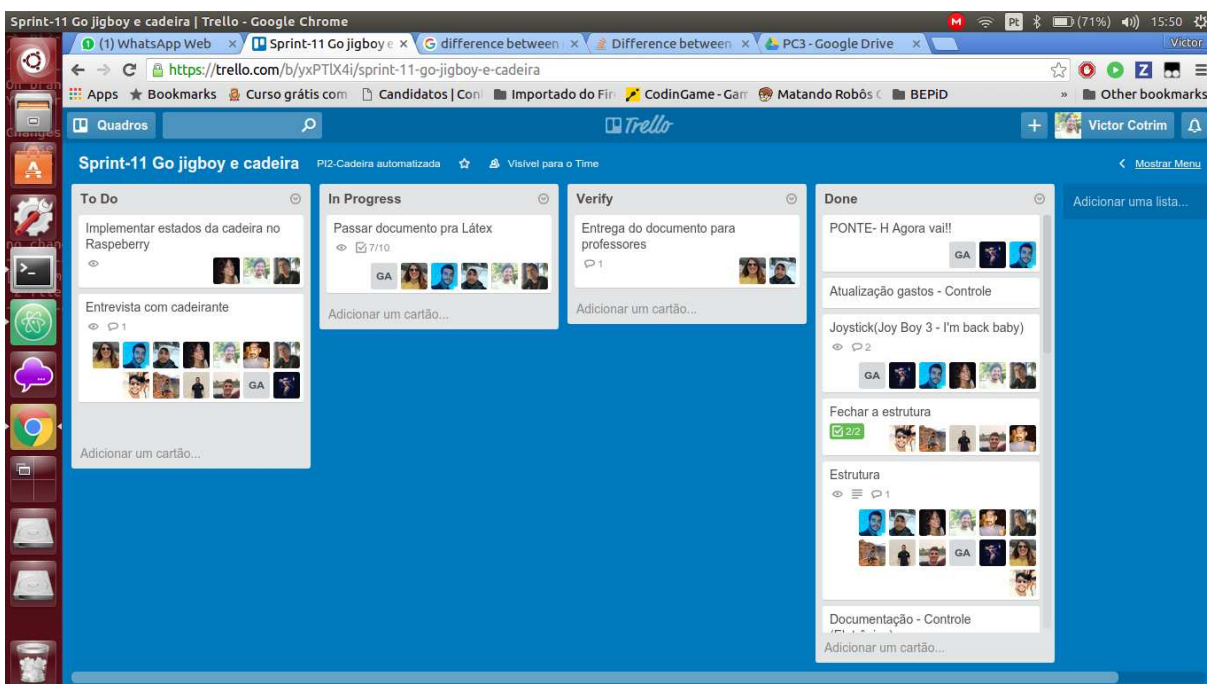 Sprint-11 Go jigboy e cadeira | Trello - Google Chrome
M Pt (71%) 15:50
(1) WhatsApp Web × Sprint-11 Go jigboy e × difference between × Difference between × PC3 - Google Drive × Victor
https://trello.com/b/yxPTlX4i/sprint-11-go-jigboy-e-cadeira
Apps Bookmarks Curso grátis com Candidatos | Con Importado do Fir CodinGame - Gam Matando Robôs BEPiD » Other bookmarks
Quadros Trello + Victor Cotrim
Sprint-11 Go jigboy e cadeira PI2-Cadeira automatizada Visível para o Time Mostrar Menu
To Do
Implementar estados da cadeira no
Raspeberry
Entrevista com cadeirante
1
GA
Adicionar um cartão...
In Progress
Passar documento pra Látex
7/10
GA
Adicionar um cartão...
Verify
Entrega do documento para
professores
1
Adicionar um cartão...
Done
PONTE- H Agora vai!!
GA
Atualização gastos - Controle
Joystick(Joy Boy 3 - I'm back baby)
2
GA
Fechar a estrutura
2/2
Estrutura
1
GA
Documentação - Controle
Adicionar um cartão...
Adicionar uma lista...